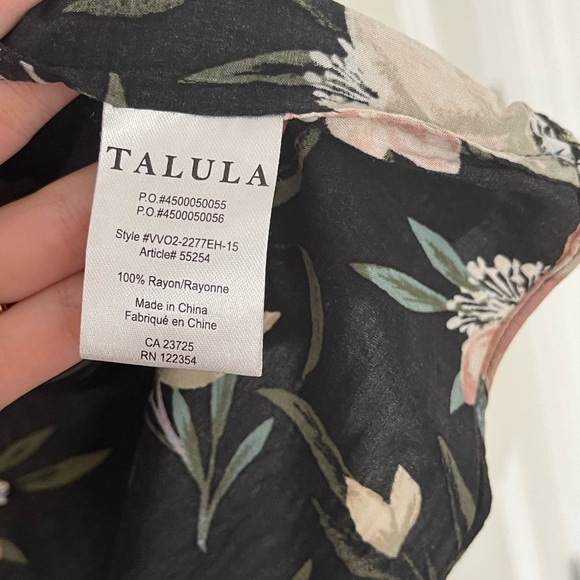 TALULA
P.O.#4500050055
P.O.#4500050056
Style #VVO2-2277EH-15
Article# 55254
100% Rayon/Rayonne
Made in China
Fabriqué en Chine
CA 23725
RN 122354